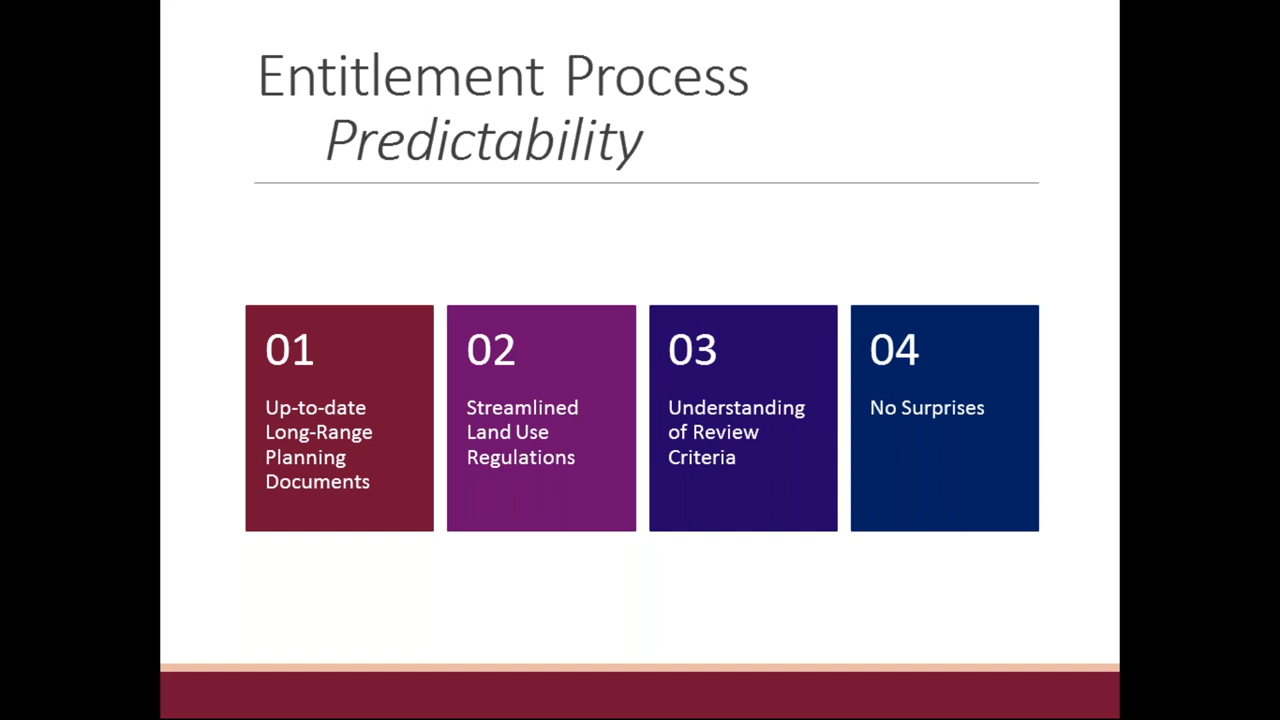 Entitlement Process
Predictability
01
Up-to-date
Long-Range
Planning
Documents
02
Streamlined
Land Use
Regulations
03
Understanding
of Review
Criteria
04
No Surprises